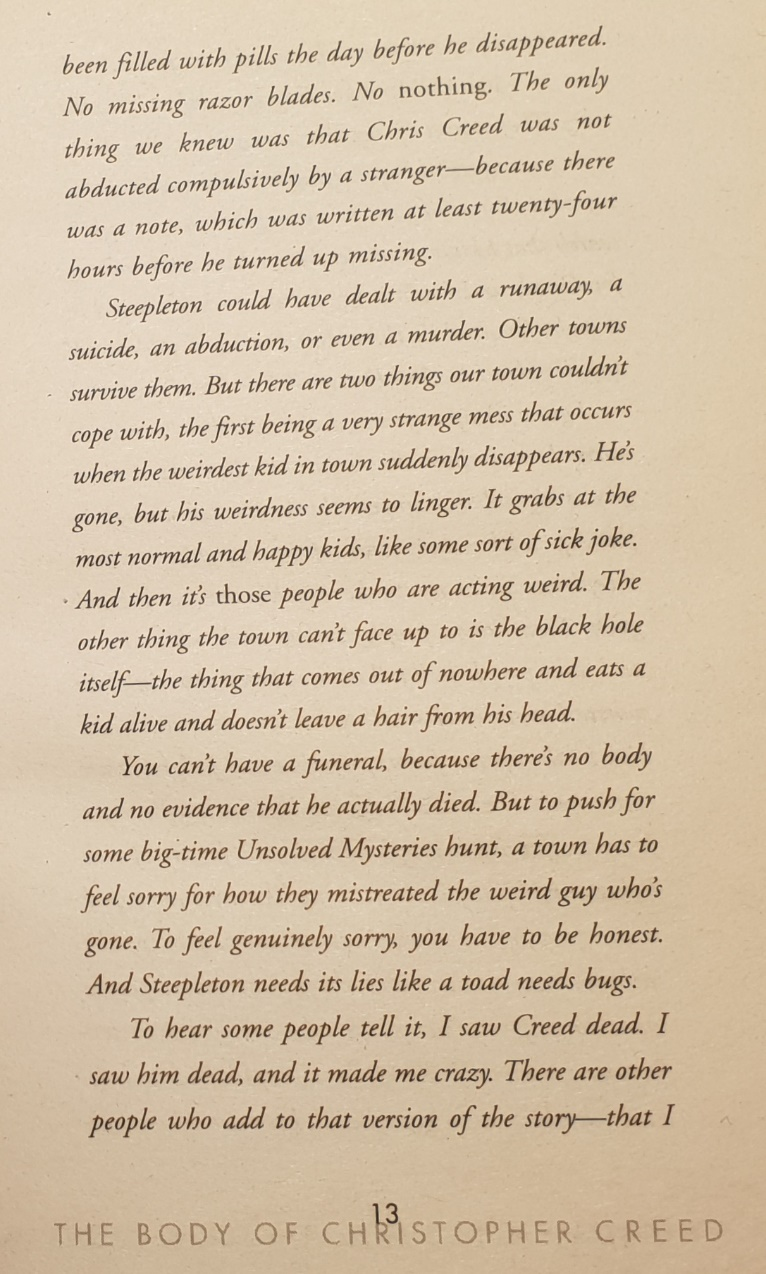 been filled with pills the day before he disappeared.
No missing razor blades. No nothing. The only
thing we knew was that Chris Creed was not
abducted compulsively by a stranger—because there
was a note, which was written at least twenty-four
hours before he turned up missing.
Steepleton could have dealt with a runaway, a
suicide, an abduction, or even a murder. Other towns
survive them. But there are two things our town couldn't
cope with, the first being a very strange mess that occurs
when the weirdest kid in town suddenly disappears. He's
gone, but his weirdness seems to linger. It grabs at the
most normal and happy kids, like some sort of sick joke.
And then it's those people who are acting weird. The
other thing the town can't face up to is the black hole
itself—the thing that comes out of nowhere and eats a
kid alive and doesn't leave a hair from his head.
You can't have a funeral, because there's no body
and no evidence that he actually died. But to push for
some big-time Unsolved Mysteries hunt, a town has to
feel sorry for how they mistreated the weird guy who's
gone. To feel genuinely sorry, you have to be honest.
And Steepleton needs its lies like a toad needs bugs.
To hear some people tell it, I saw Creed dead. I
saw him dead, and it made me crazy. There are other
people who add to that version of the story—that I
13
THE BODY OF CHRISTOPHER CREED